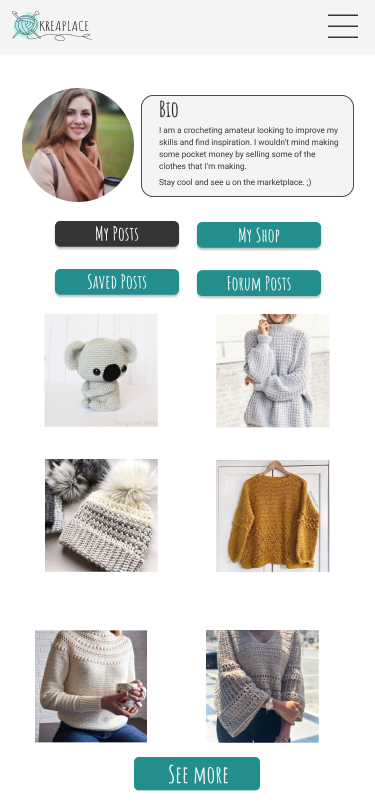 KREAPLACE
Bio
I am a crocheting amateur looking to improve my
skills and find inspiration. I wouldn't mind making
some pocket money by selling some of the
clothes that I'm making.
Stay cool and see u on the marketplace. ;)
My Posts
My Shop
Saved Posts
Forum Posts
See more